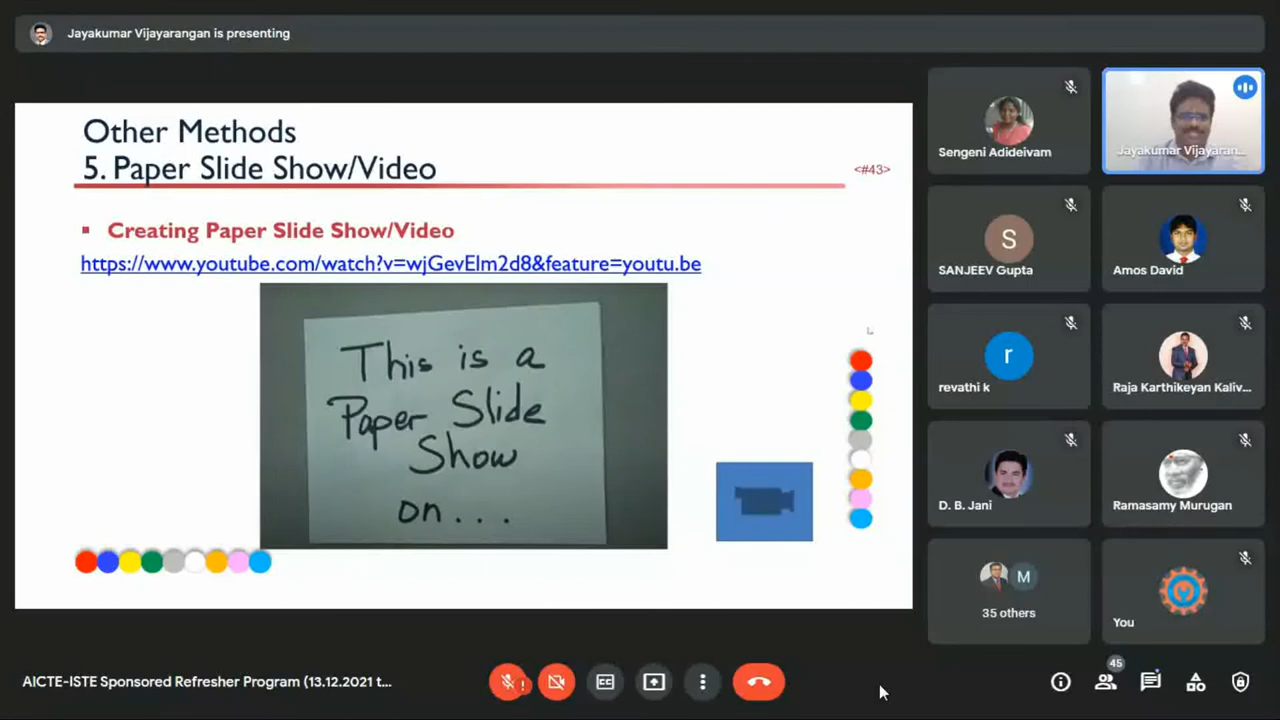 Jayakumar Vijayarangan is presenting
Other Methods
5. Paper Slide Show/Video
<#43>
Creating Paper Slide Show/Video
https://www.youtube.com/watch?v=wjGevElm2d8&feature=youtu.be
This is a
Paper Slide
Show
on...
Sengeni Adideivam
Jayakumar Vijayaran...
S
SANJEEV Gupta
Amos David
r
revathi k
Raja Karthikeyan Kaliv...
D. B. Jani
Ramasamy Murugan
M
35 others
You
AICTE-ISTE Sponsored Refresher Program (13.12.2021 t...
CC
45